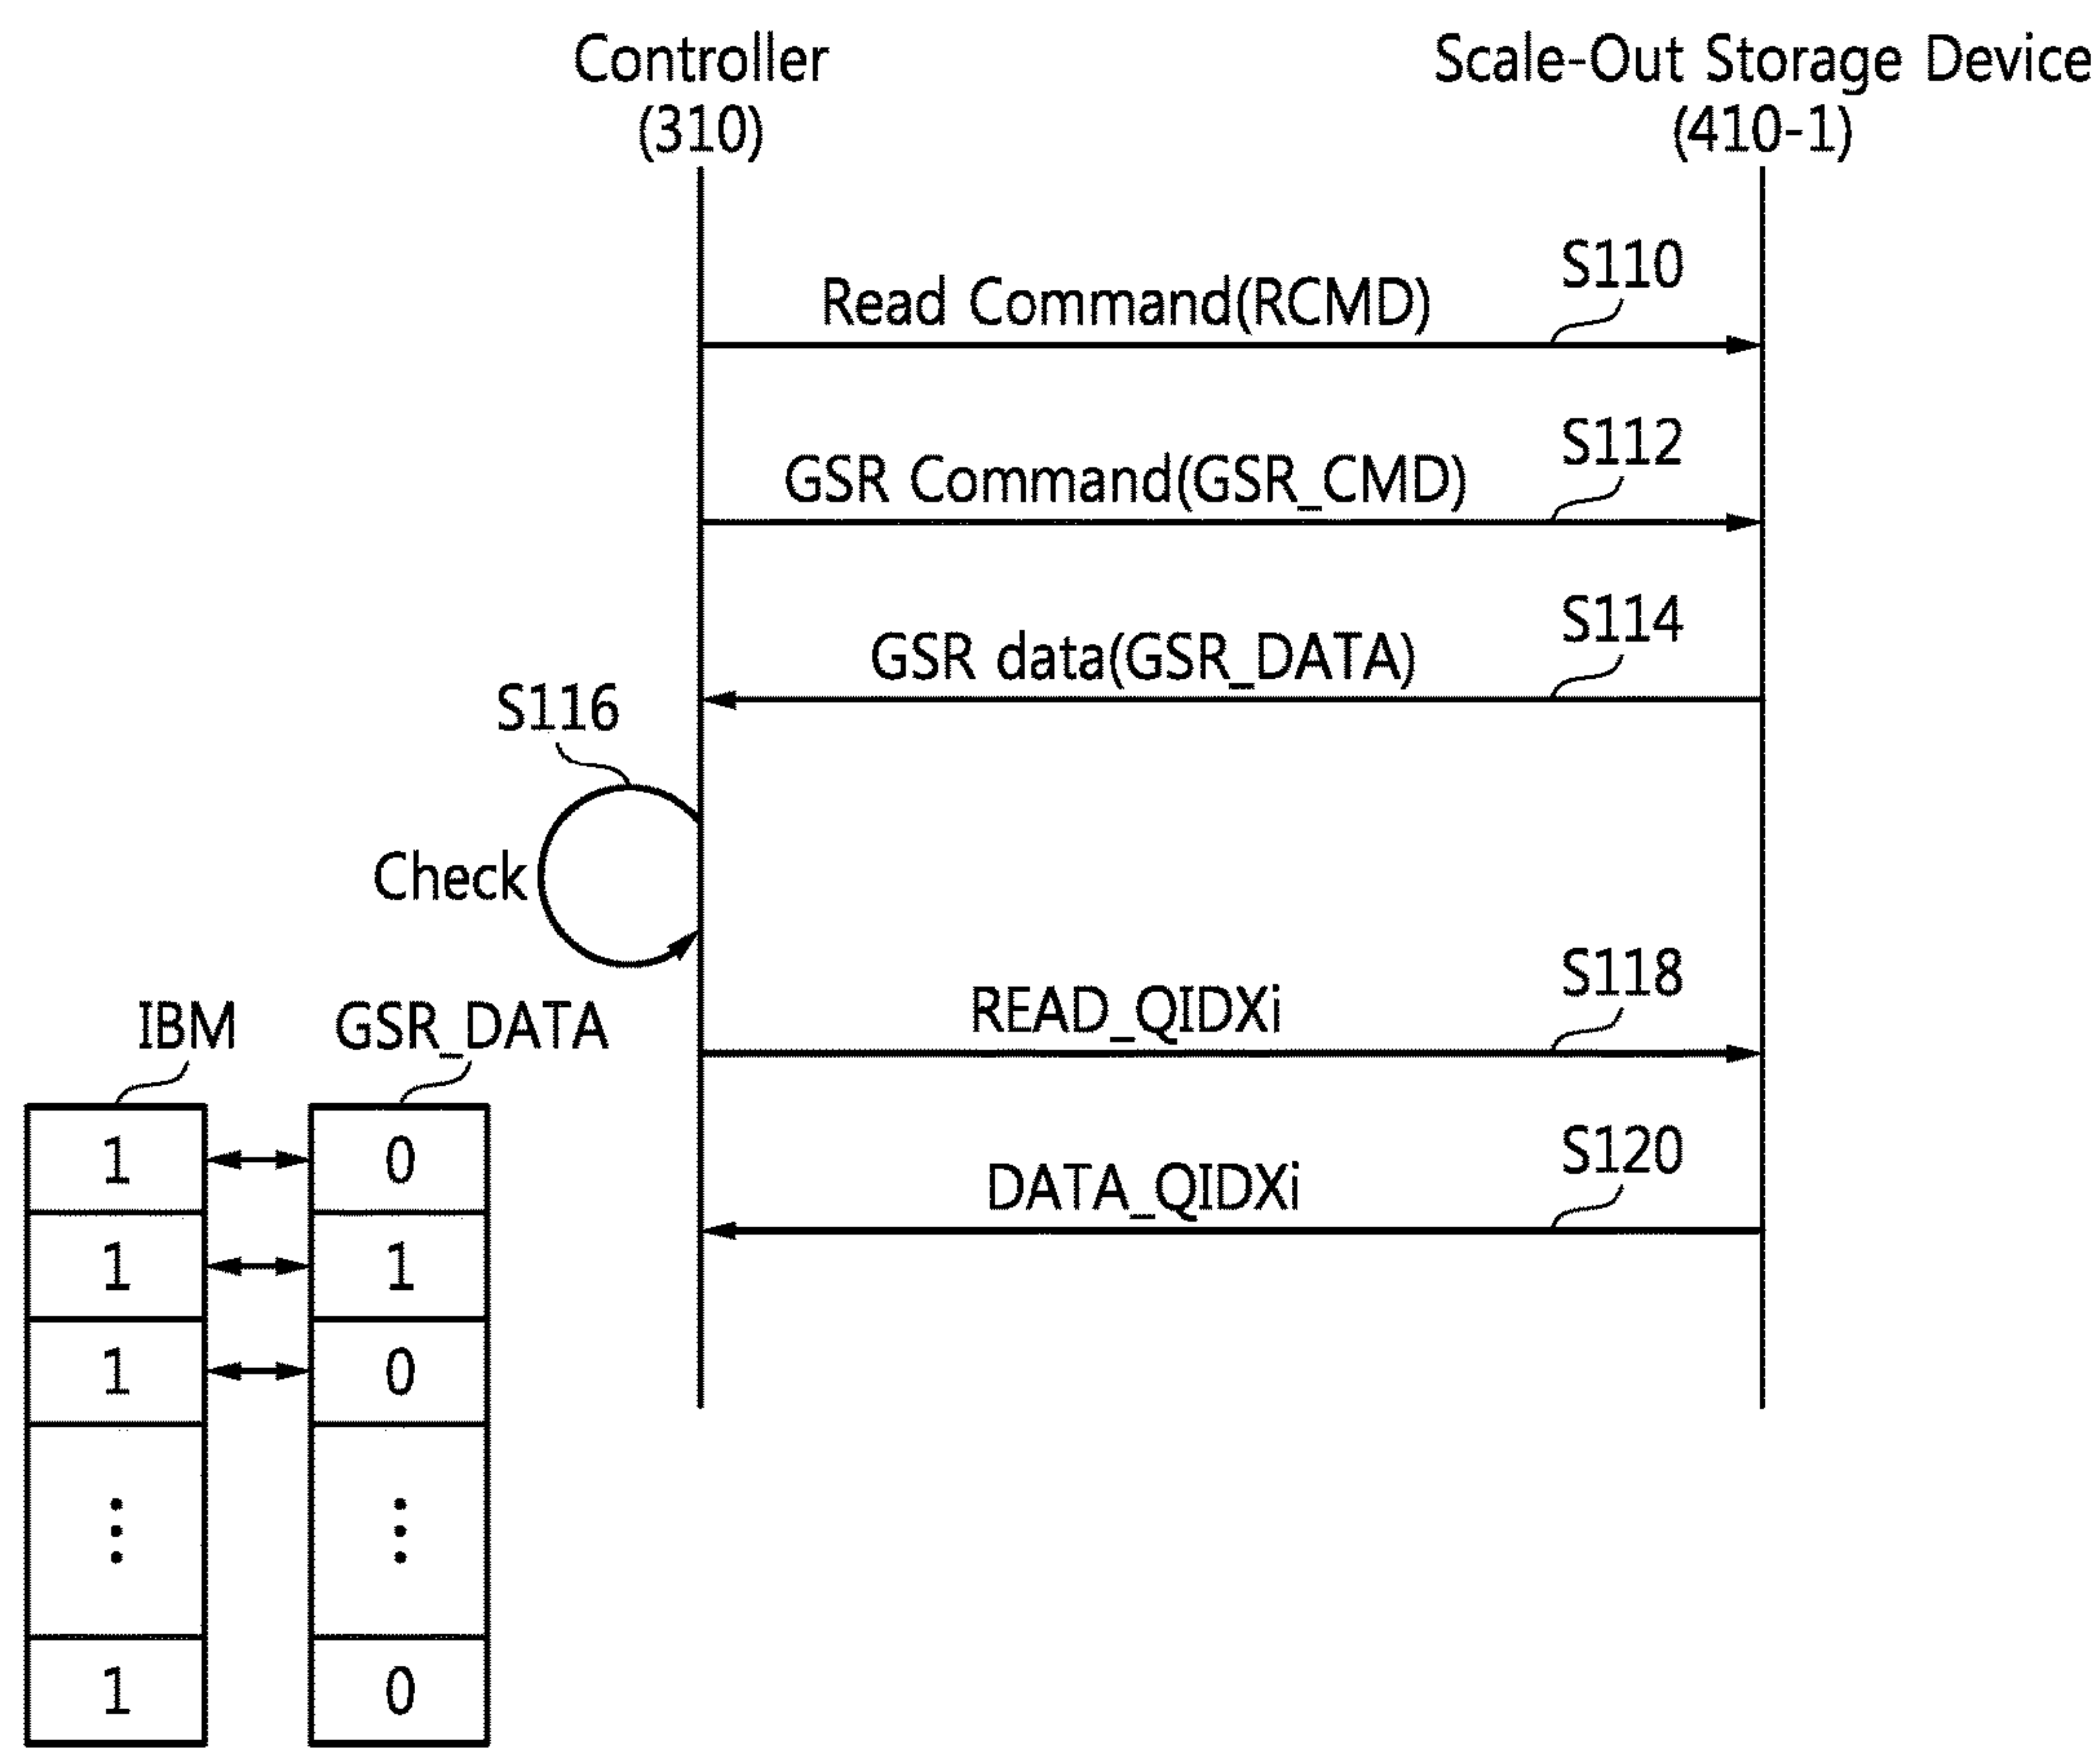 Controller
(310)
Scale-Out Storage Device
(410-1)
S110
Read Command(RCMD)
S112
GSR Command(GSR_CMD)
S114
GSR data(GSR_DATA)
S116
Check
S118
READ_QIDXi
IBM
GSR_DATA
S120
DATA_QIDXi
1
0
1
1
1
0
1
0